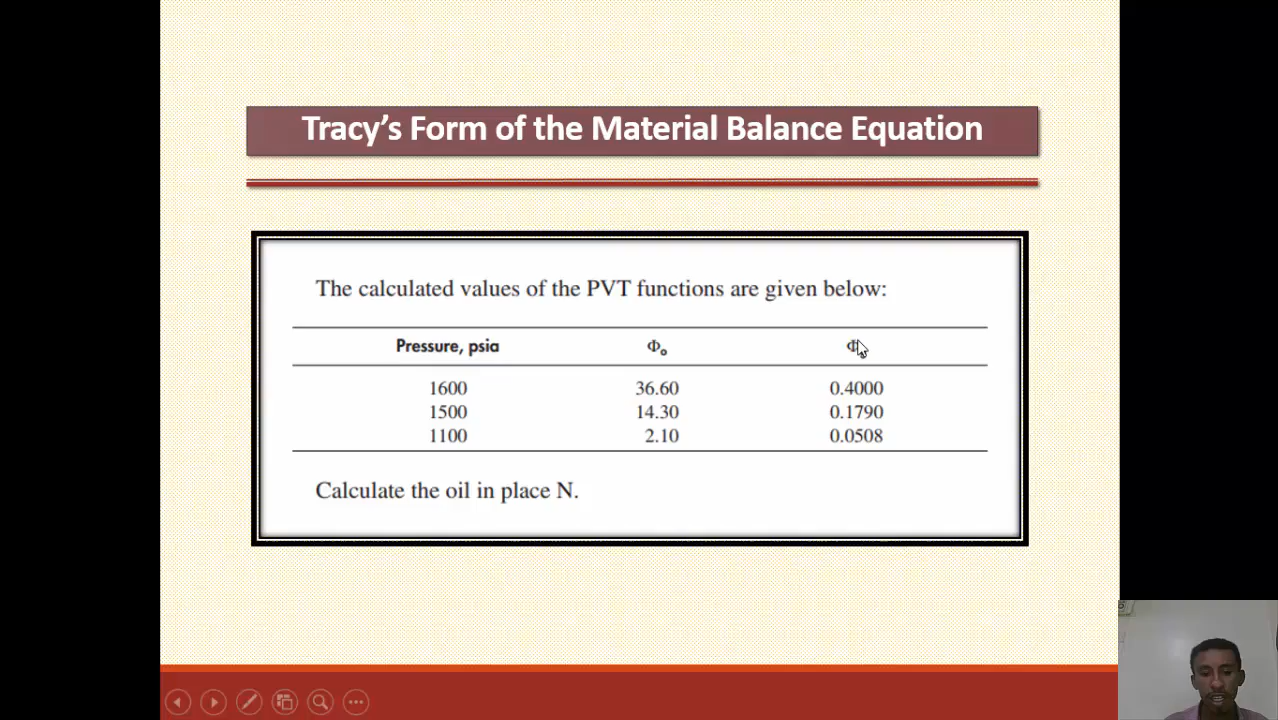 Tracy's Form of the Material Balance Equation
The calculated values of the PVT functions are given below:
Pressure, psia Φo Φ
1600 36.60 0.4000
1500 14.30 0.1790
1100 2.10 0.0508
Calculate the oil in place N.